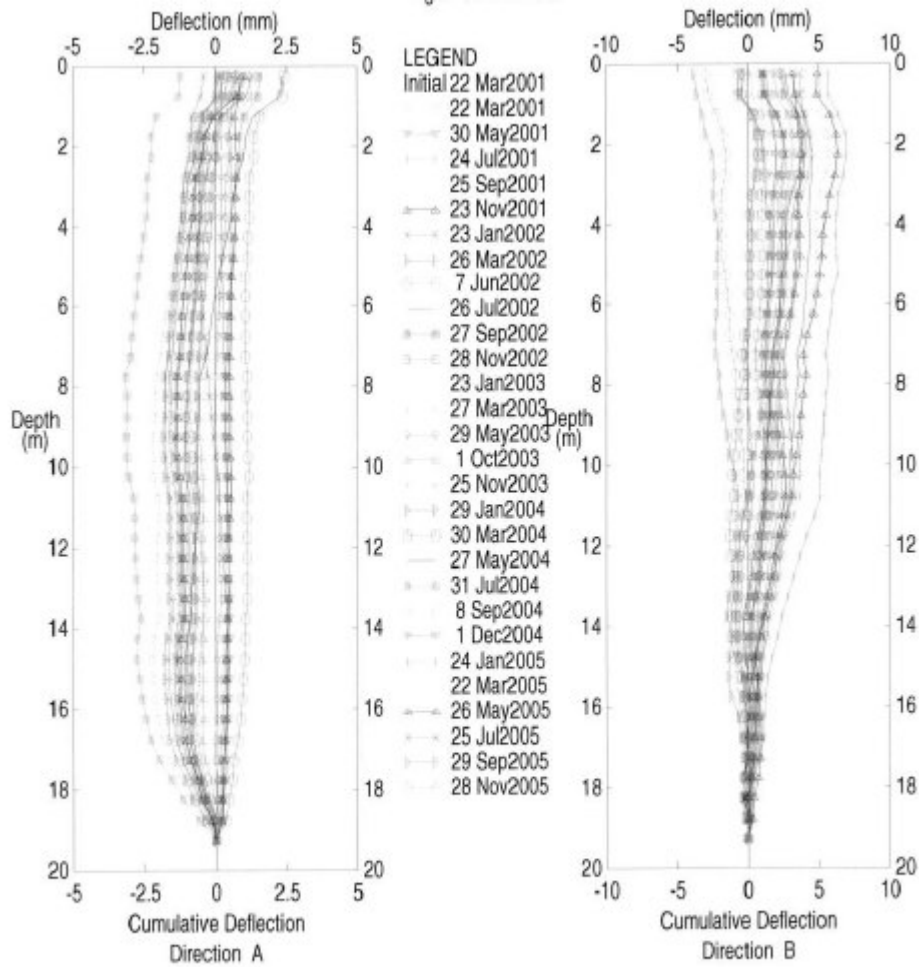 Deflection (mm)
-5 -2.5 0 2.5 5
0 0
2 2
4 4
6 6
8 8
Depth
(m)
10 10
12 12
14 14
16 16
18 18
20 20
-5 -2.5 0 2.5 5
Cumulative Deflection
Direction A
LEGEND
Initial 22 Mar2001
22 Mar2001
30 May2001
24 Jul2001
25 Sep2001
23 Nov2001
23 Jan2002
26 Mar2002
7 Jun2002
26 Jul2002
27 Sep2002
28 Nov2002
23 Jan2003
27 Mar2003
29 May2003
1 Oct2003
25 Nov2003
29 Jan2004
30 Mar2004
27 May2004
31 Jul2004
8 Sep2004
1 Dec2004
24 Jan2005
22 Mar2005
26 May2005
25 Jul2005
29 Sep2005
28 Nov2005
Deflection (mm)
-10 -5 0 5 10
0 0
2 2
4 4
6 6
8 8
Depth
(m)
10 10
12 12
14 14
16 16
18 18
20 20
-10 -5 0 5 10
Cumulative Deflection
Direction B